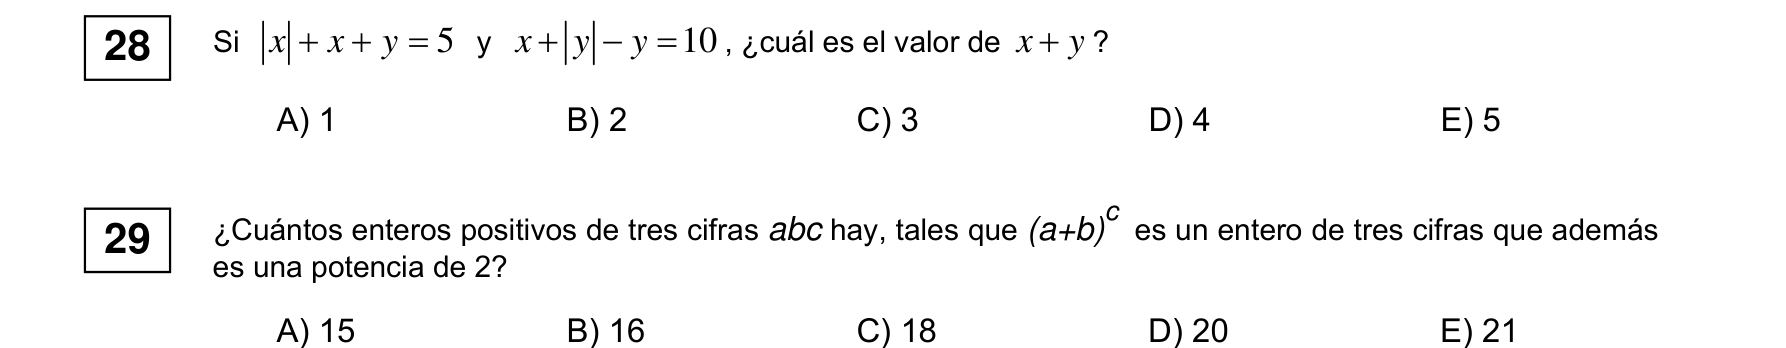 28 Si |x| + x + y = 5 y x + |y| − y = 10 , ¿cuál es el valor de x + y ?
A) 1 B) 2 C) 3 D) 4 E) 5
29 ¿Cuántos enteros positivos de tres cifras abc hay, tales que (a+b)^c es un entero de tres cifras que además
es una potencia de 2?
A) 15 B) 16 C) 18 D) 20 E) 21